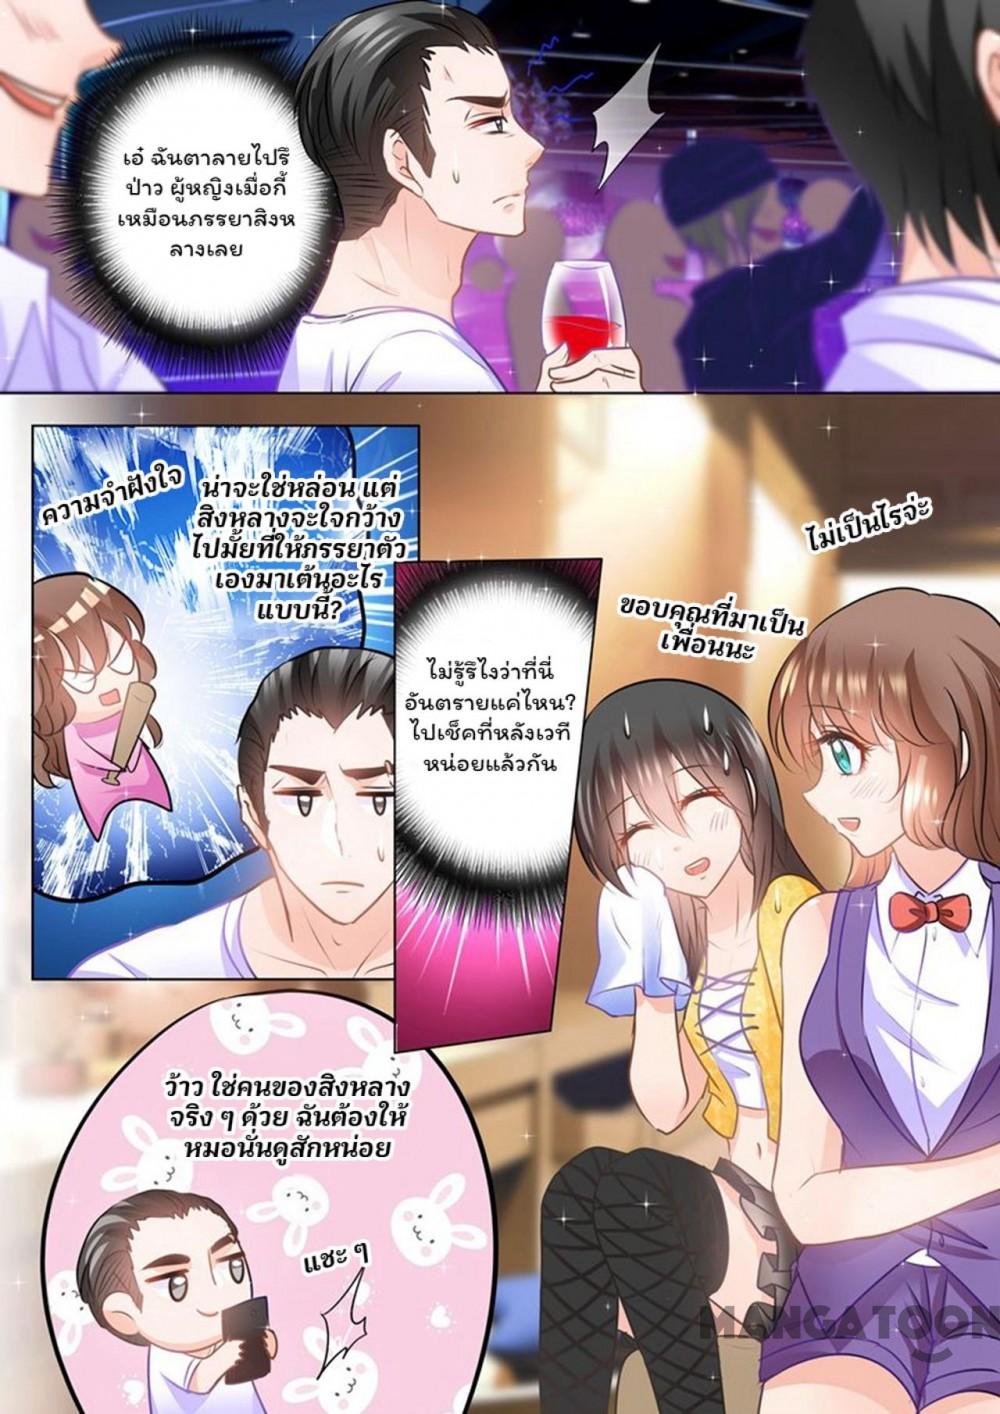 เอ๋ ฉันตาลายไปรึ
ป่าว ผู้หญิงเมื่อกี้
เหมือนภรรยาสิงห
ลางเลย
ความจำฝังใจ
น่าจะใช่หล่อน แต่
สิงหลางจะใจกว้าง
ไปมั้ยที่ให้ภรรยาตัว
เองมาเต้นอะไร
แบบนี้?
ไม่รู้รึไงว่าที่นี่
อันตรายแค่ไหน?
ไปเช็คที่หลังเวที
หน่อยแล้วกัน
ไม่เป็นไรจ่ะ
ขอบคุณที่มาเป็น
เพื่อนนะ
ว้าว ใช่คนของสิงหลาง
จริง ๆ ด้วย ฉันต้องให้
หมอนั่นดูสักหน่อย
แชะ ๆ
MANGATOON